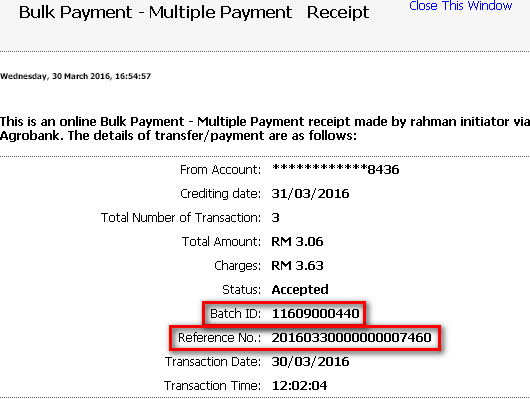 Bulk Payment - Multiple Payment Receipt
Close This Window
Wednesday, 30 March 2016, 16:54:57
This is an online Bulk Payment - Multiple Payment receipt made by rahman initiator via
Agrobank. The details of transfer/payment are as follows:
From Account: ************8436
Crediting date: 31/03/2016
Total Number of Transaction: 3
Total Amount: RM 3.06
Charges: RM 3.63
Status: Accepted
Batch ID: 11609000440
Reference No.: 20160330000000007460
Transaction Date: 30/03/2016
Transaction Time: 12:02:04